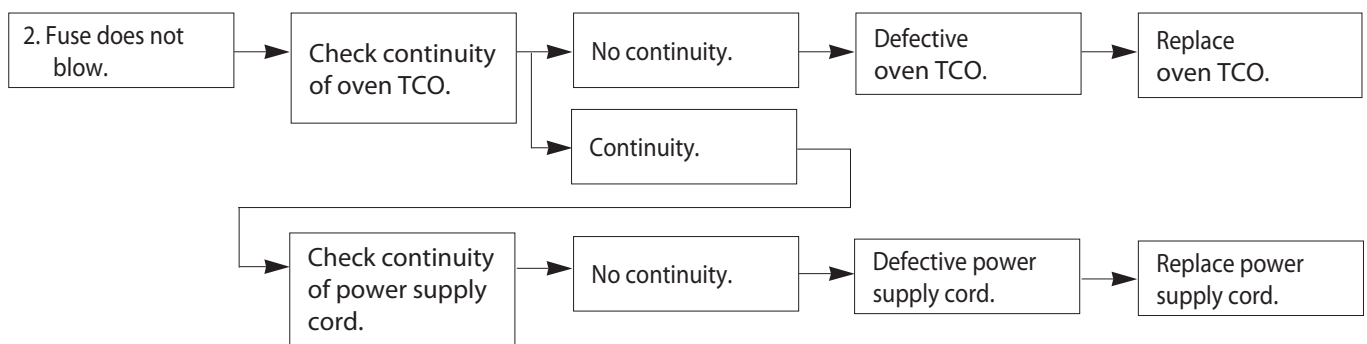 2. Fuse does not
blow.
Check continuity
of oven TCO.
No continuity.
Defective
oven TCO.
Replace
oven TCO.
Continuity.
Check continuity
of power supply
cord.
No continuity.
Defective power
supply cord.
Replace power
supply cord.